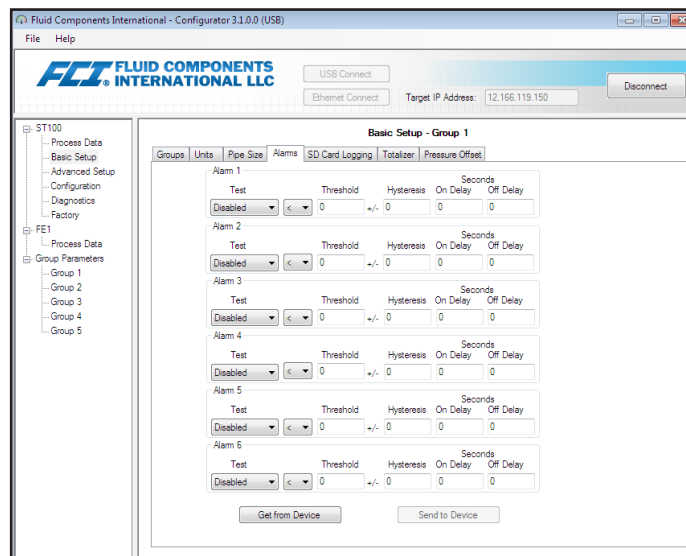 Fluid Components International - Configurator 3.1.0.0 (USB)
File Help
FCI. FLUID COMPONENTS
® INTERNATIONAL LLC
USB Connect
Ethernet Connect
Target IP Address: 12.166.119.150
Disconnect
ST100
Process Data
Basic Setup
Advanced Setup
Configuration
Diagnostics
Factory
FE1
Process Data
Group Parameters
Group 1
Group 2
Group 3
Group 4
Group 5
Basic Setup - Group 1
Groups Units Pipe Size Alarms SD Card Logging Totalizer Pressure Offset
Alarm 1
Seconds
Test Threshold Hysteresis On Delay Off Delay
Disabled < 0 +/- 0 0 0
Alarm 2
Seconds
Test Threshold Hysteresis On Delay Off Delay
Disabled < 0 +/- 0 0 0
Alarm 3
Seconds
Test Threshold Hysteresis On Delay Off Delay
Disabled < 0 +/- 0 0 0
Alarm 4
Seconds
Test Threshold Hysteresis On Delay Off Delay
Disabled < 0 +/- 0 0 0
Alarm 5
Seconds
Test Threshold Hysteresis On Delay Off Delay
Disabled < 0 +/- 0 0 0
Alarm 6
Seconds
Test Threshold Hysteresis On Delay Off Delay
Disabled < 0 +/- 0 0 0
Get from Device Send to Device